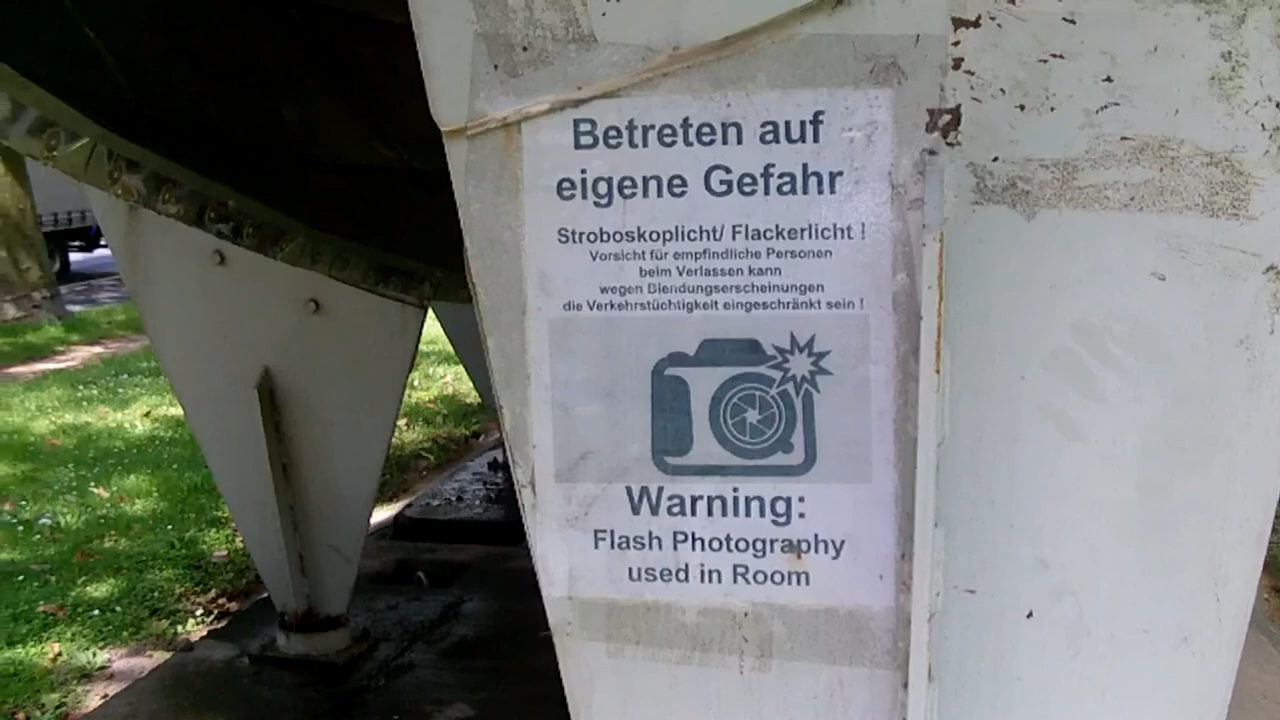 Betreten auf
eigene Gefahr
Stroboskoplicht/ Flackerlicht !
Vorsicht für empfindliche Personen
beim Verlassen kann
wegen Blendungserscheinungen
die Verkehrstüchtigkeit eingeschränkt sein !
Warning:
Flash Photography
used in Room